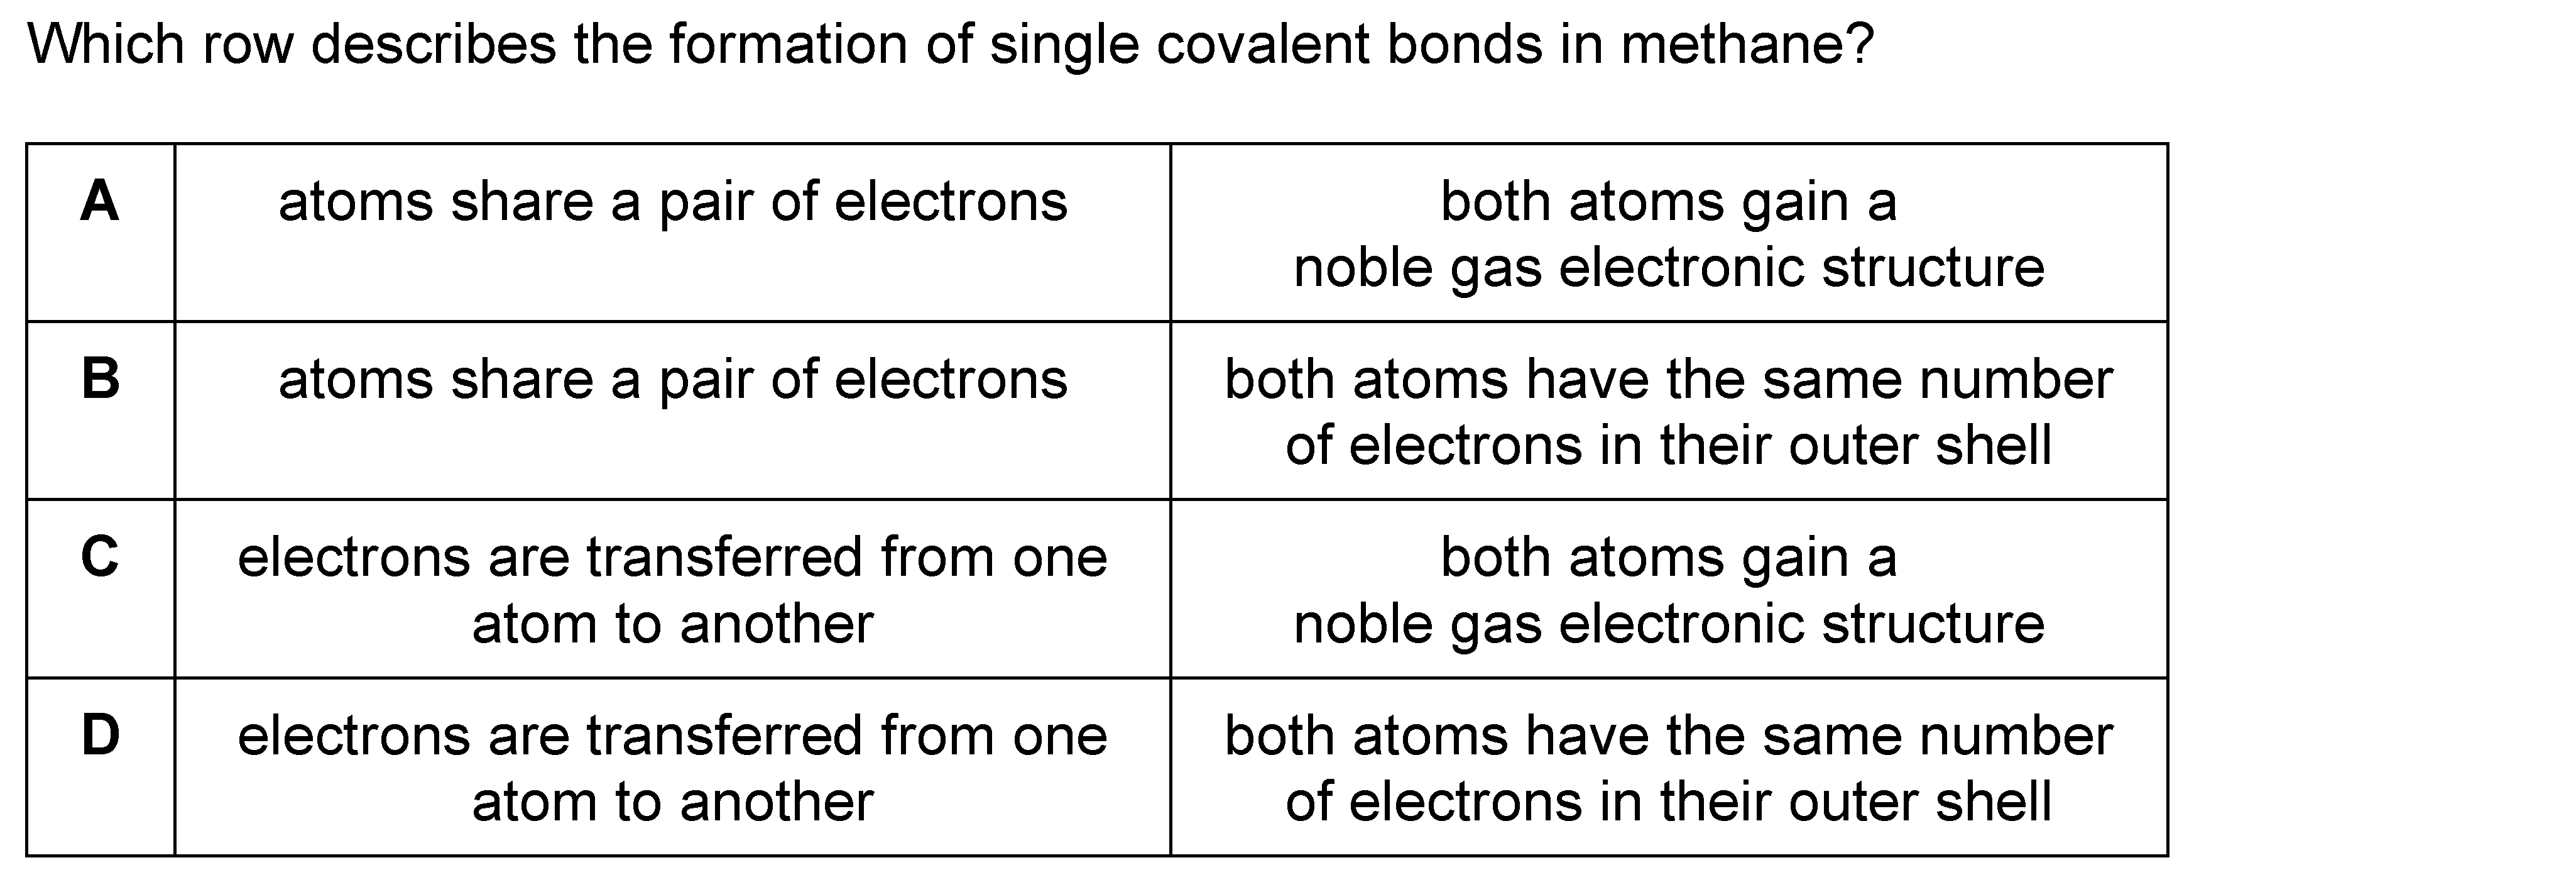 Which row describes the formation of single covalent bonds in methane?
A
atoms share a pair of electrons
both atoms gain a
noble gas electronic structure
B
atoms share a pair of electrons
both atoms have the same number
of electrons in their outer shell
C
electrons are transferred from one
atom to another
both atoms gain a
noble gas electronic structure
D
electrons are transferred from one
atom to another
both atoms have the same number
of electrons in their outer shell